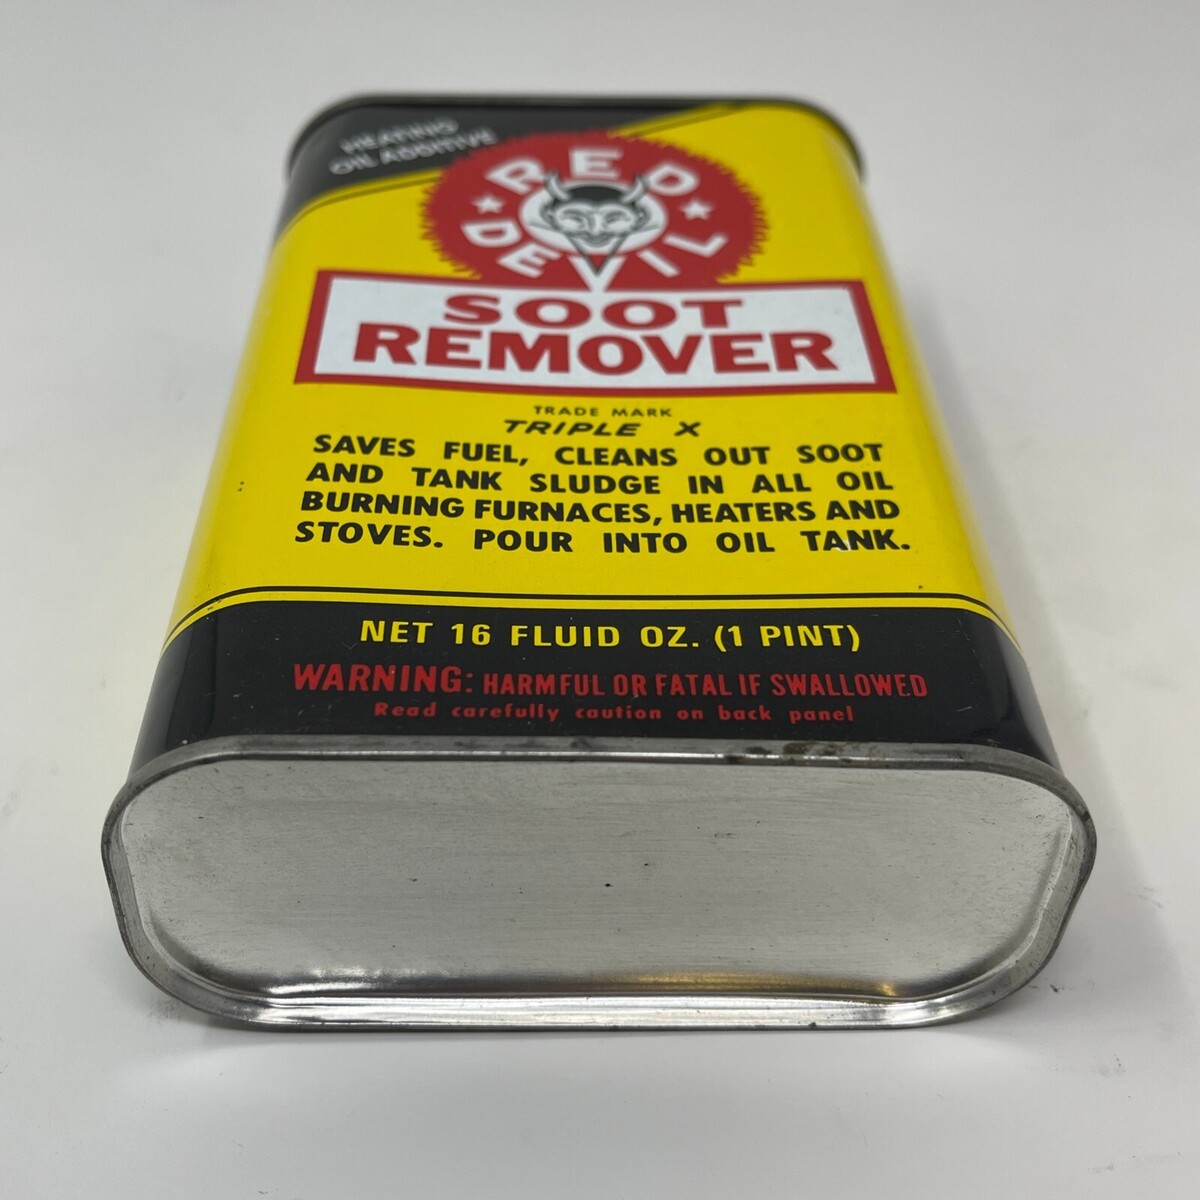 HEATING
OIL ADDITIVE
RED
DEVIL
SOOT
REMOVER
TRADE MARK
TRIPLE X
SAVES FUEL, CLEANS OUT SOOT
AND TANK SLUDGE IN ALL OIL
BURNING FURNACES, HEATERS AND
STOVES. POUR INTO OIL TANK.
NET 16 FLUID OZ. (1 PINT)
WARNING: HARMFUL OR FATAL IF SWALLOWED
Read carefully caution on back panel